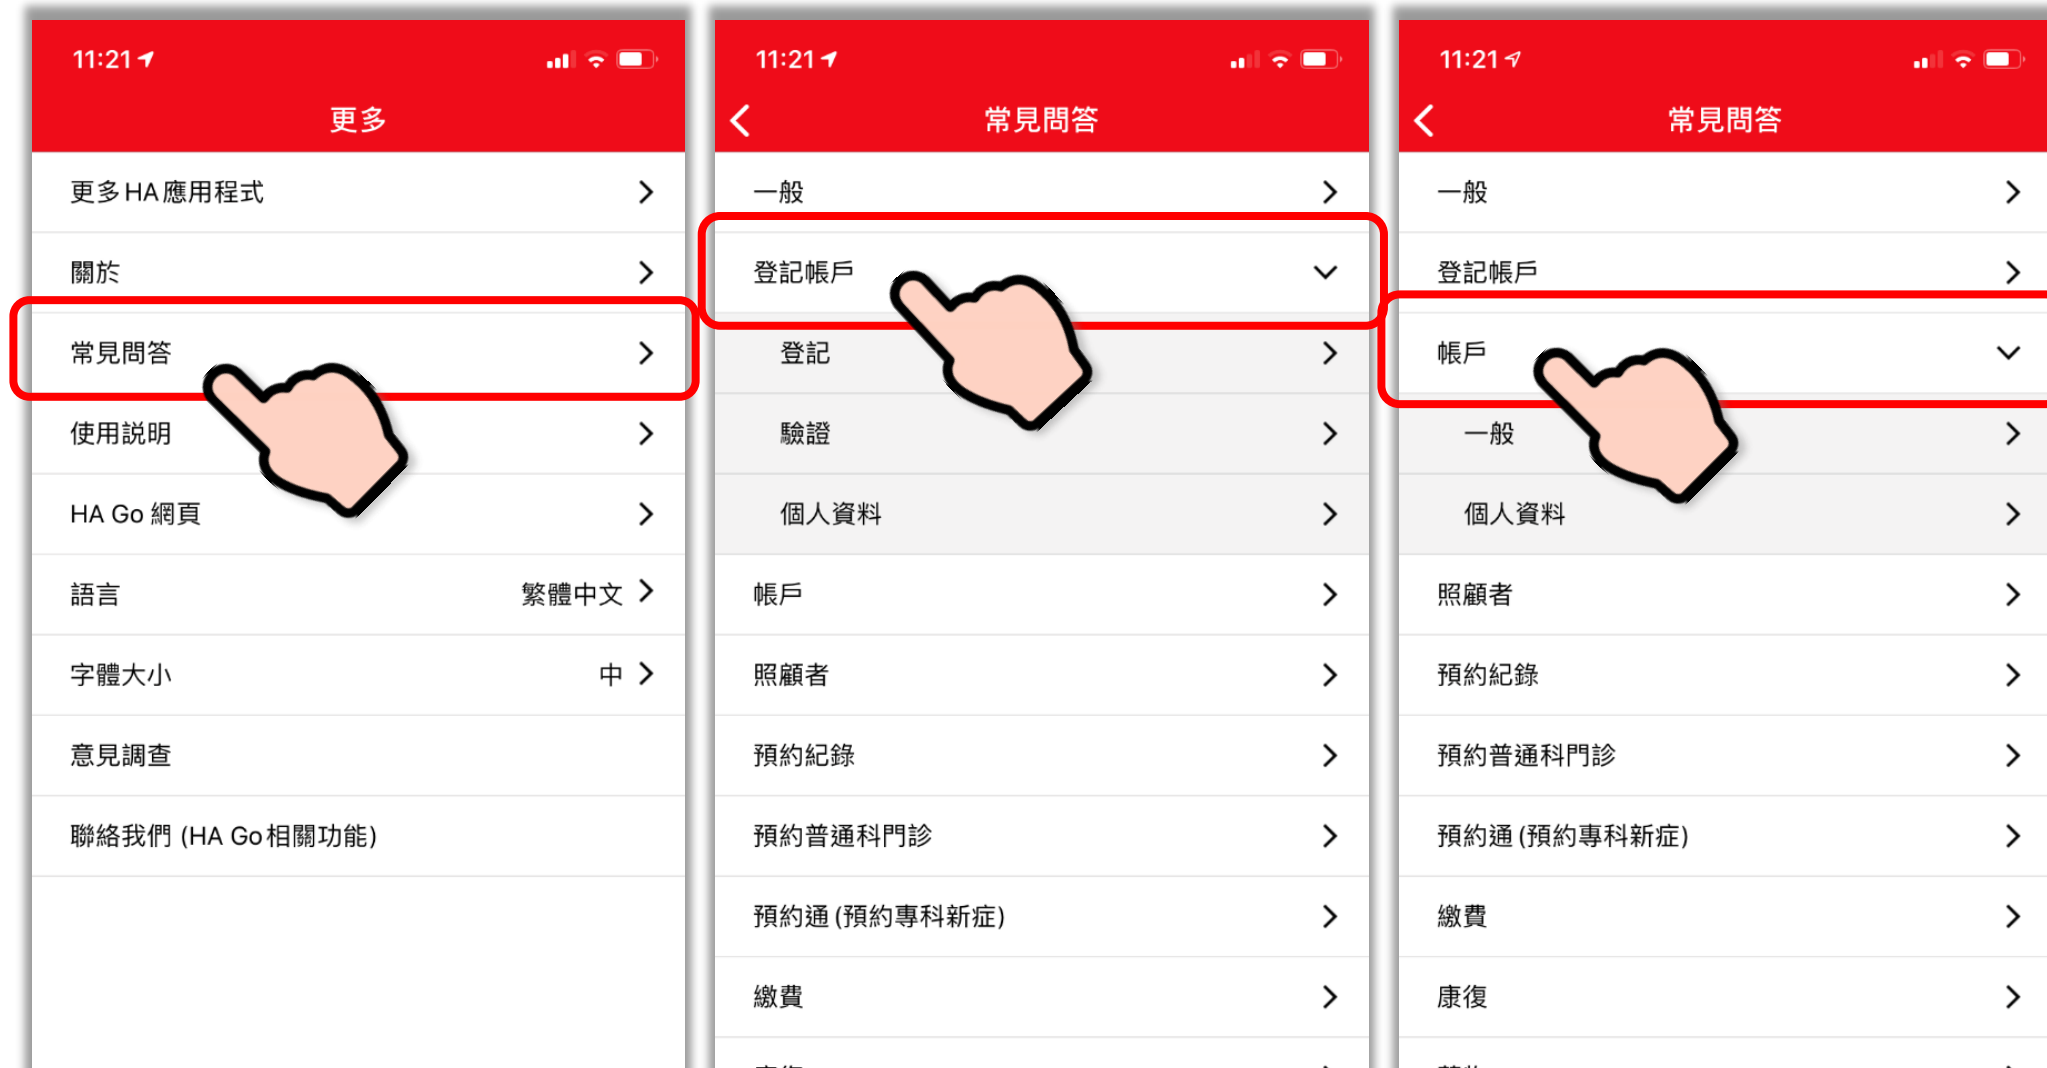 11:21
更多
更多HA應用程式
關於
常見問答
使用説明
HA Go 網頁
語言 繁體中文
字體大小 中
意見調查
聯絡我們 (HA Go相關功能)
11:21
常見問答
一般
登記帳戶
登記
驗證
個人資料
帳戶
照顧者
預約紀錄
預約普通科門診
預約通 (預約專科新症)
繳費
11:21
常見問答
一般
登記帳戶
帳戶
一般
個人資料
照顧者
預約紀錄
預約普通科門診
預約通 (預約專科新症)
繳費
康復